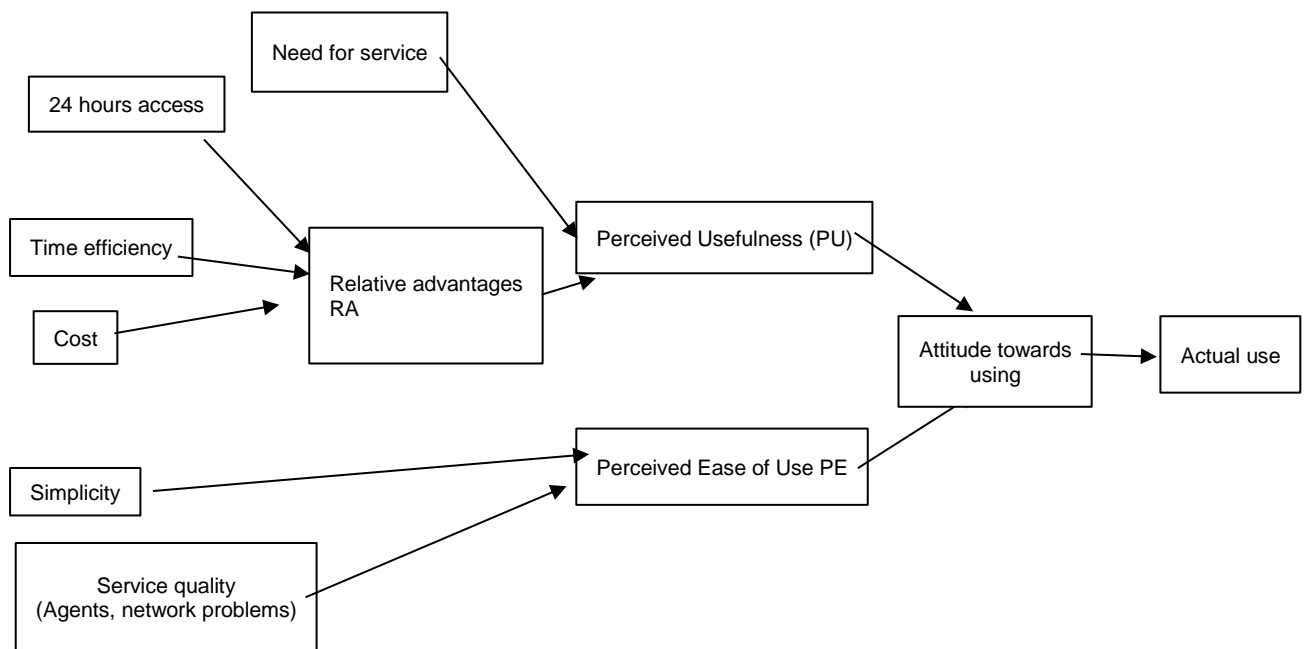 Need for service
24 hours access
Time efficiency
Perceived Usefulness (PU)
Relative advantages
RA
Cost
Attitude towards
using
Actual use
Perceived Ease of Use PE
Simplicity
Service quality
(Agents, network problems)